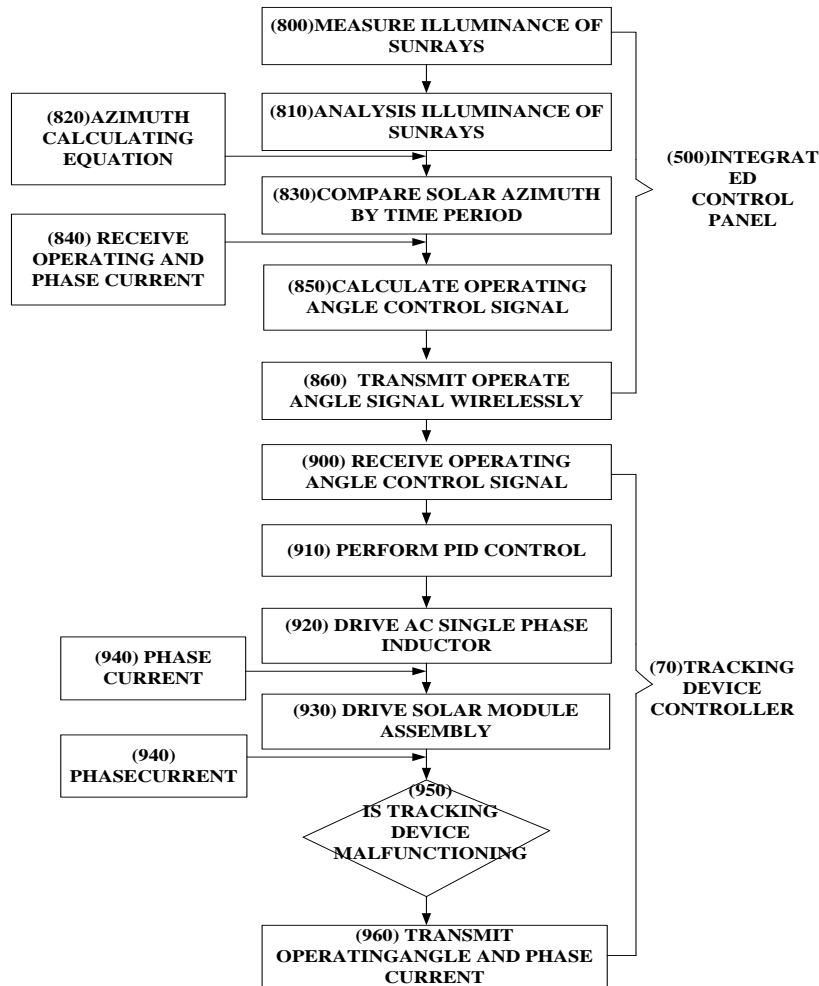 (800)MEASURE ILLUMINANCE OF
SUNRAYS
(820)AZIMUTH
CALCULATING
EQUATION
(810)ANALYSIS ILLUMINANCE OF
SUNRAYS
(500)INTEGRAT
ED
CONTROL
PANEL
(830)COMPARE SOLAR AZIMUTH
BY TIME PERIOD
(840) RECEIVE
OPERATING AND
PHASE CURRENT
(850)CALCULATE OPERATING
ANGLE CONTROL SIGNAL
(860) TRANSMIT OPERATE
ANGLE SIGNAL WIRELESSLY
(900) RECEIVE OPERATING
ANGLE CONTROL SIGNAL
(910) PERFORM PID CONTROL
(920) DRIVE AC SINGLE PHASE
INDUCTOR
(940) PHASE
CURRENT
(70)TRACKING
DEVICE
CONTROLLER
(930) DRIVE SOLAR MODULE
ASSEMBLY
(940)
PHASECURRENT
(950)
IS TRACKING
DEVICE
MALFUNCTIONING
(960) TRANSMIT
OPERATINGANGLE AND PHASE
CURRENT